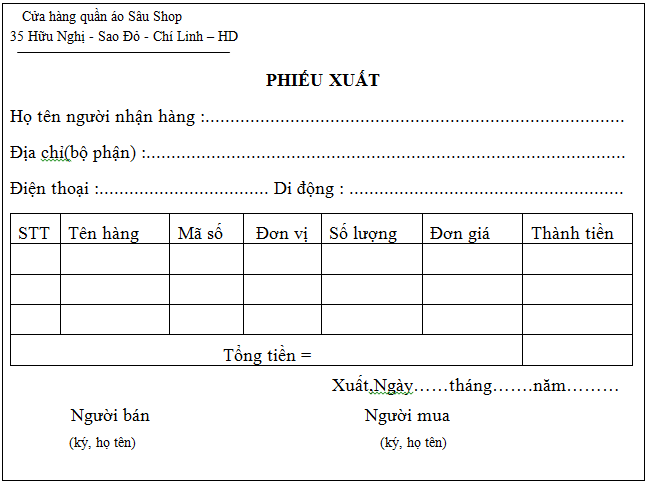 Cửa hàng quần áo Sâu Shop
35 Hữu Nghị - Sao Đỏ - Chí Linh – HD
PHIẾU XUẤT
Họ tên người nhận hàng :....................................................................................
Địa chỉ(bộ phận) :................................................................................................
Điện thoại :.................................. Di động : .......................................................
STT Tên hàng Mã số Đơn vị Số lượng Đơn giá Thành tiền
Tổng tiền =
Xuất,Ngày……tháng…….năm………
Người bán Người mua
(ký, họ tên) (ký, họ tên)